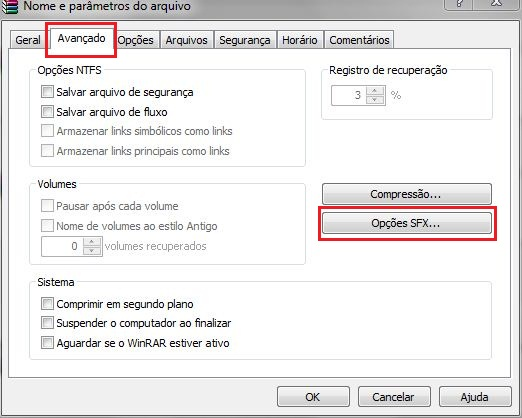 Nome e parâmetros do arquivo
?
Geral Avançado Opções Arquivos Segurança Horário Comentários
Opções NTFS
Salvar arquivo de segurança
Salvar arquivo de fluxo
Armazenar links simbólicos como links
Armazenar links principais como links
Registro de recuperação
3 %
Volumes
Pausar após cada volume
Nome de volumes ao estilo Antigo
0 volumes recuperados
Compressão...
Opções SFX...
Sistema
Comprimir em segundo plano
Suspender o computador ao finalizar
Aguardar se o WinRAR estiver ativo
OK Cancelar Ajuda